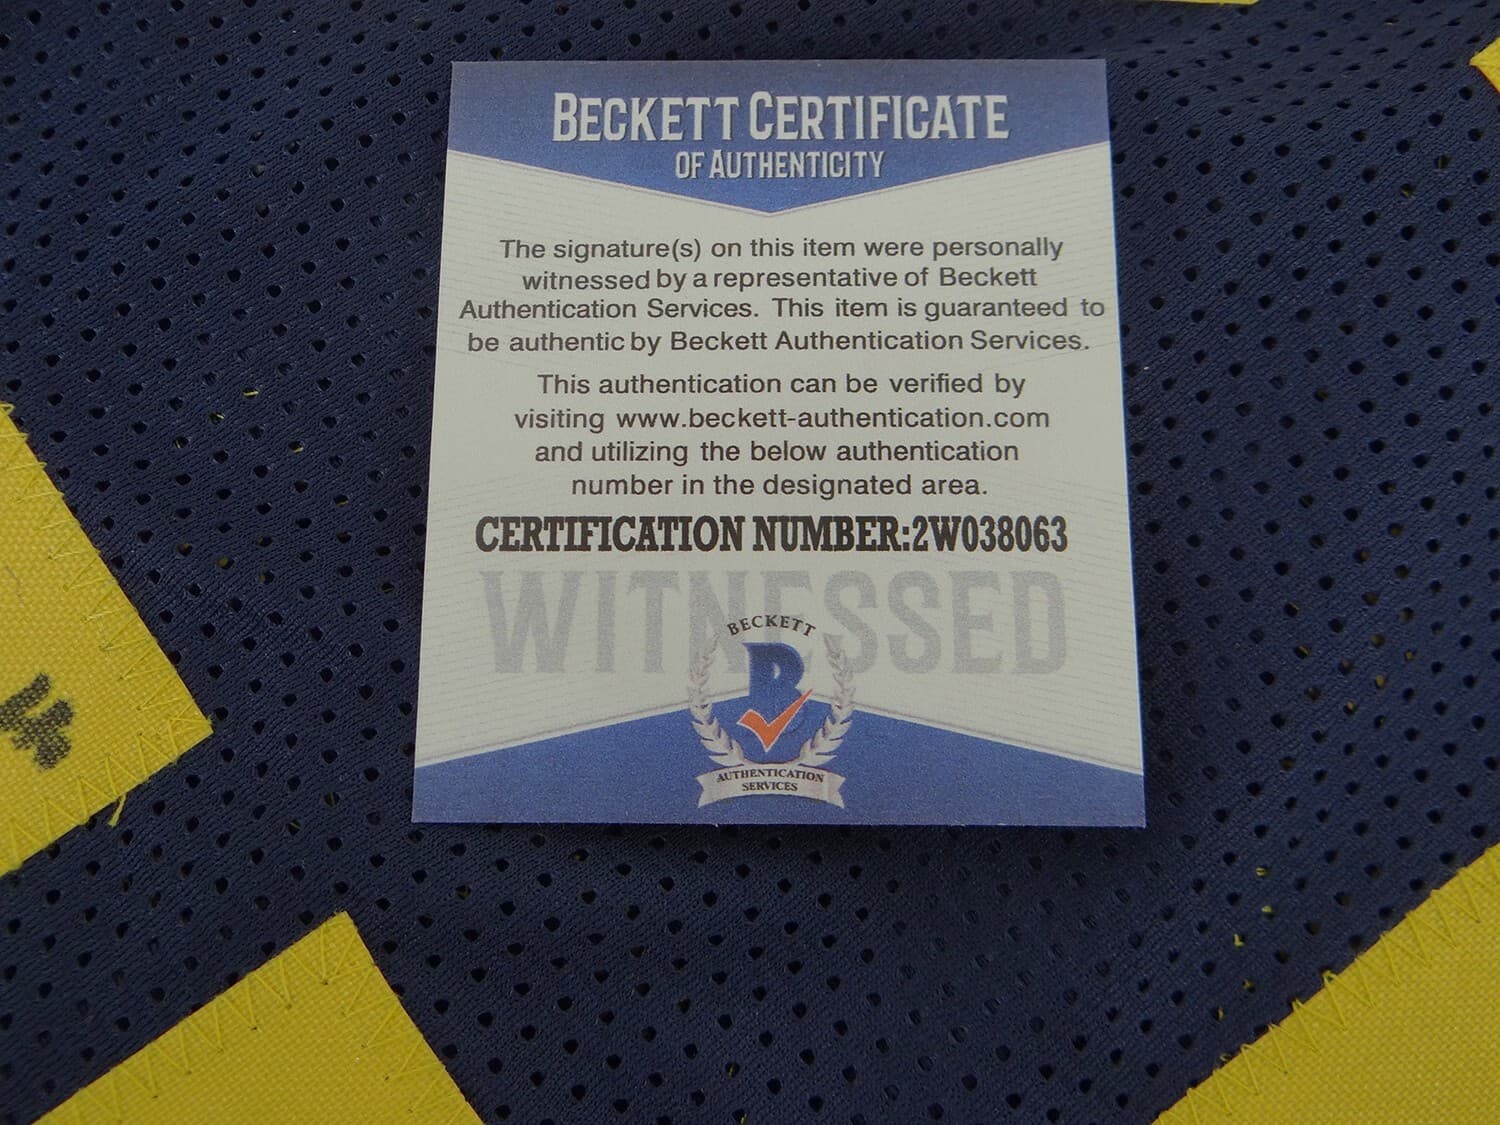 BECKETT CERTIFICATE
OF AUTHENTICITY
The signature(s) on this item were personally
witnessed by a representative of Beckett
Authentication Services. This item is guaranteed to
be authentic by Beckett Authentication Services.
This authentication can be verified by
visiting www.beckett-authentication.com
and utilizing the below authentication
number in the designated area.
CERTIFICATION NUMBER:2W038063
WITNESSED
BECKETT
B
AUTHENTICATION
SERVICES